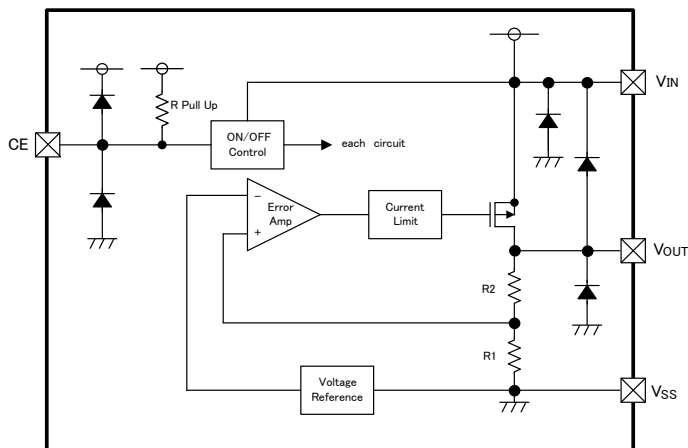 R Pull Up
VIN
CE
ON/OFF
Control
each circuit
−
Error
Amp
+
Current
Limit
VOUT
R2
R1
Voltage
Reference
VSS